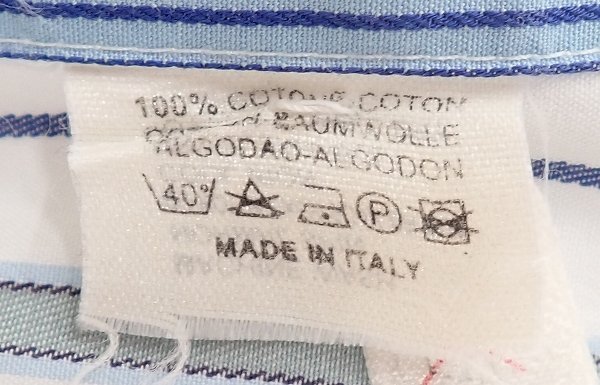 100% COTONE-COTON
BAUMWOLLE
ALGODAO-ALGODON
40° P
MADE IN ITALY